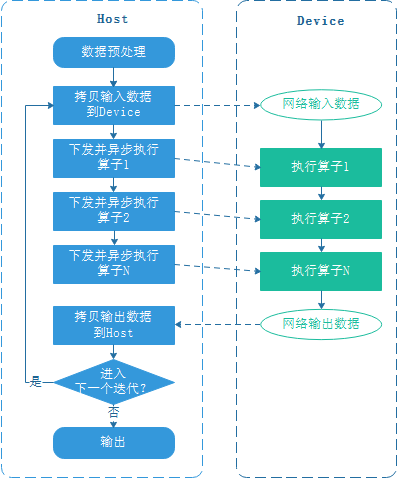 Host
Device
数据预处理
拷贝输入数据
到Device
网络输入数据
下发并异步执行
算子1
执行算子1
下发并异步执行
算子2
执行算子2
下发并异步执行
算子N
执行算子N
拷贝输出数据
到Host
网络输出数据
进入
下一个迭代?
是
否
输出